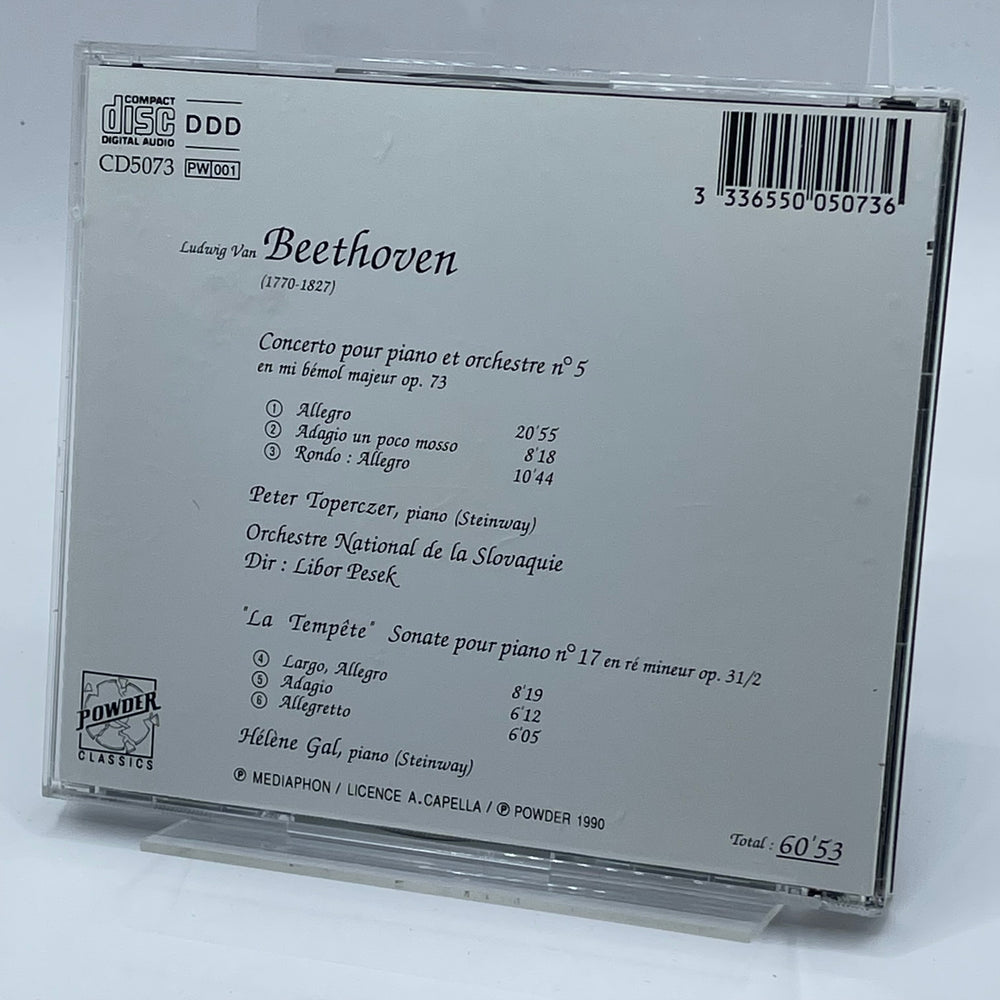 COMPACT
disc DDD
DIGITAL AUDIO
CD5073 PW 001
3 336550 050736
Ludwig Van Beethoven
(1770-1827)
Concerto pour piano et orchestre n° 5
en mi bémol majeur op. 73
① Allegro 20'55
② Adagio un poco mosso 8'18
③ Rondo : Allegro 10'44
Peter Toperczer, piano (Steinway)
Orchestre National de la Slovaquie
Dir : Libor Pesek
"La Tempête" Sonate pour piano n° 17 en ré mineur op. 31/2
④ Largo, Allegro 8'19
⑤ Adagio 6'12
⑥ Allegretto 6'05
Hélène Gal, piano (Steinway)
POWDER
CLASSICS
℗ MEDIAPHON / LICENCE A.CAPELLA / ℗ POWDER 1990
Total : 60'53